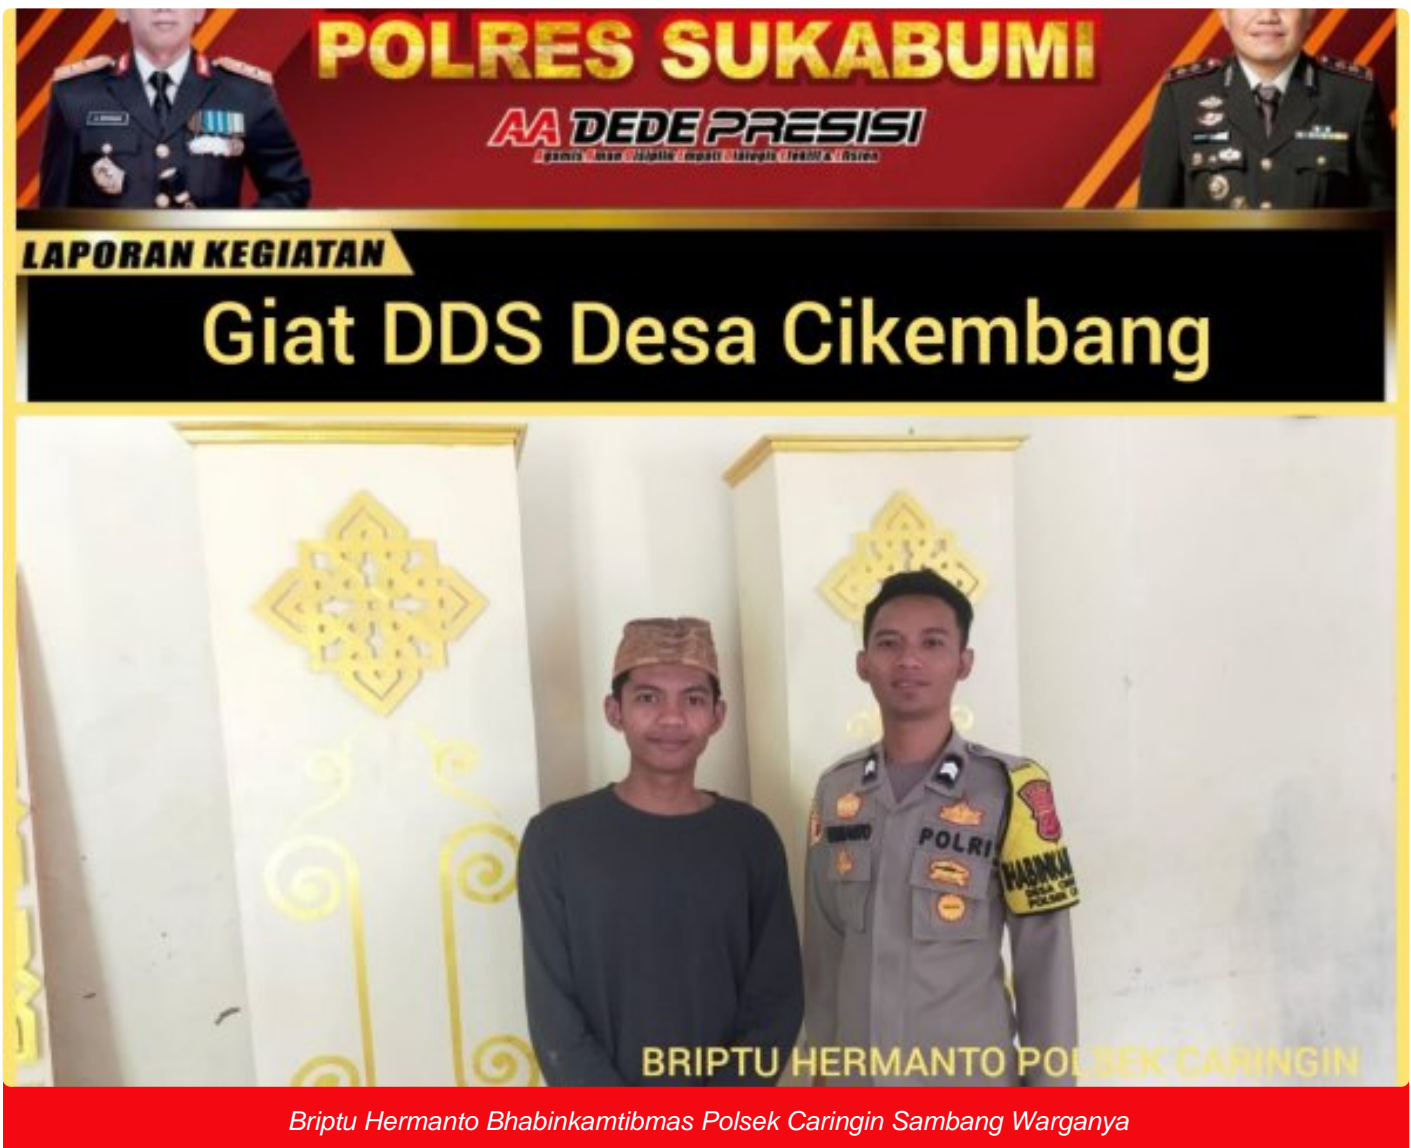 POLRES SUKABUMI
AA DEDE PRESISI
LAPORAN KEGIATAN
Giat DDS Desa Cikembang
POLRI
POLSEK
BRIPTU HERMANTO POLSEK CARINGIN
Briptu Hermanto Bhabinkamtibmas Polsek Caringin Sambang Warganya